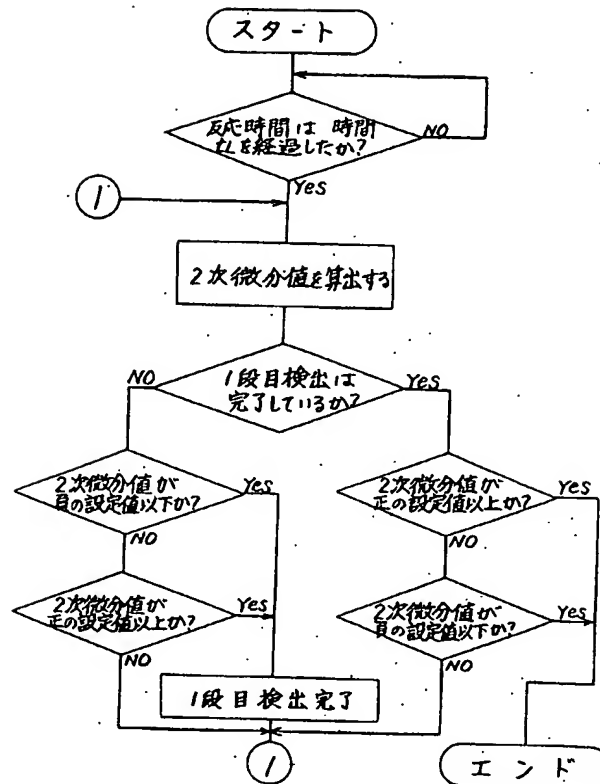 スタート
反応時間は 時間
tLを経過したか?
NO
Yes
1
2次微分値を算出する
NO
1段目検出は
完了しているか?
Yes
2次微分値が
負の設定値以下か?
Yes
NO
2次微分値が
正の設定値以上か?
Yes
NO
2次微分値が
正の設定値以上か?
Yes
NO
2次微分値が
負の設定値以下か?
Yes
NO
1段目検出完了
1
エンド